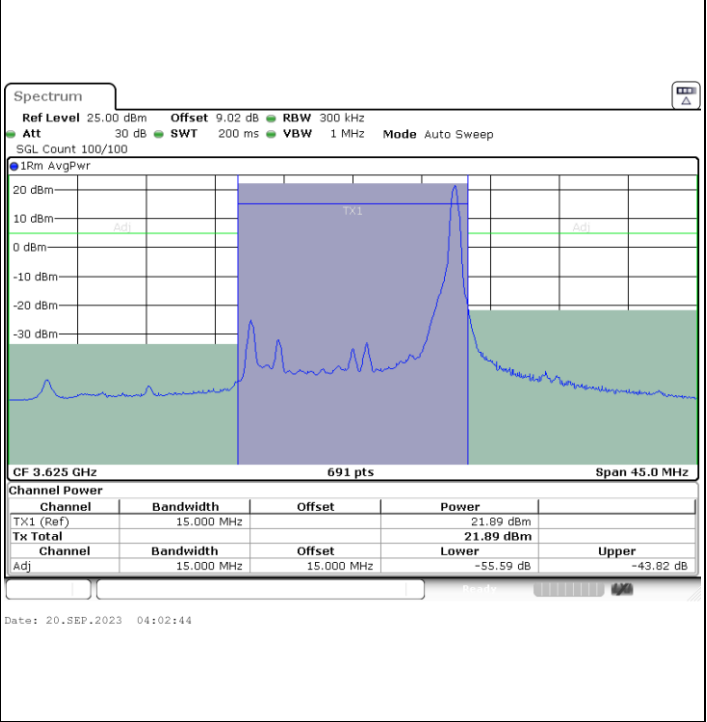 Spectrum
Ref Level 25.00 dBm Offset 9.02 dB RBW 300 kHz
Att 30 dB SWT 200 ms VBW 1 MHz Mode Auto Sweep
SGL Count 100/100
1Rm AvgPwr
20 dBm
TX1
10 dBm
Adj Adj
0 dBm
-10 dBm
-20 dBm
-30 dBm
CF 3.625 GHz 691 pts Span 45.0 MHz
Channel Power
Channel Bandwidth Offset Power
TX1 (Ref) 15.000 MHz 21.89 dBm
Tx Total 21.89 dBm
Channel Bandwidth Offset Lower Upper
Adj 15.000 MHz 15.000 MHz -55.59 dB -43.82 dB
Ready
Date: 20.SEP.2023 04:02:44